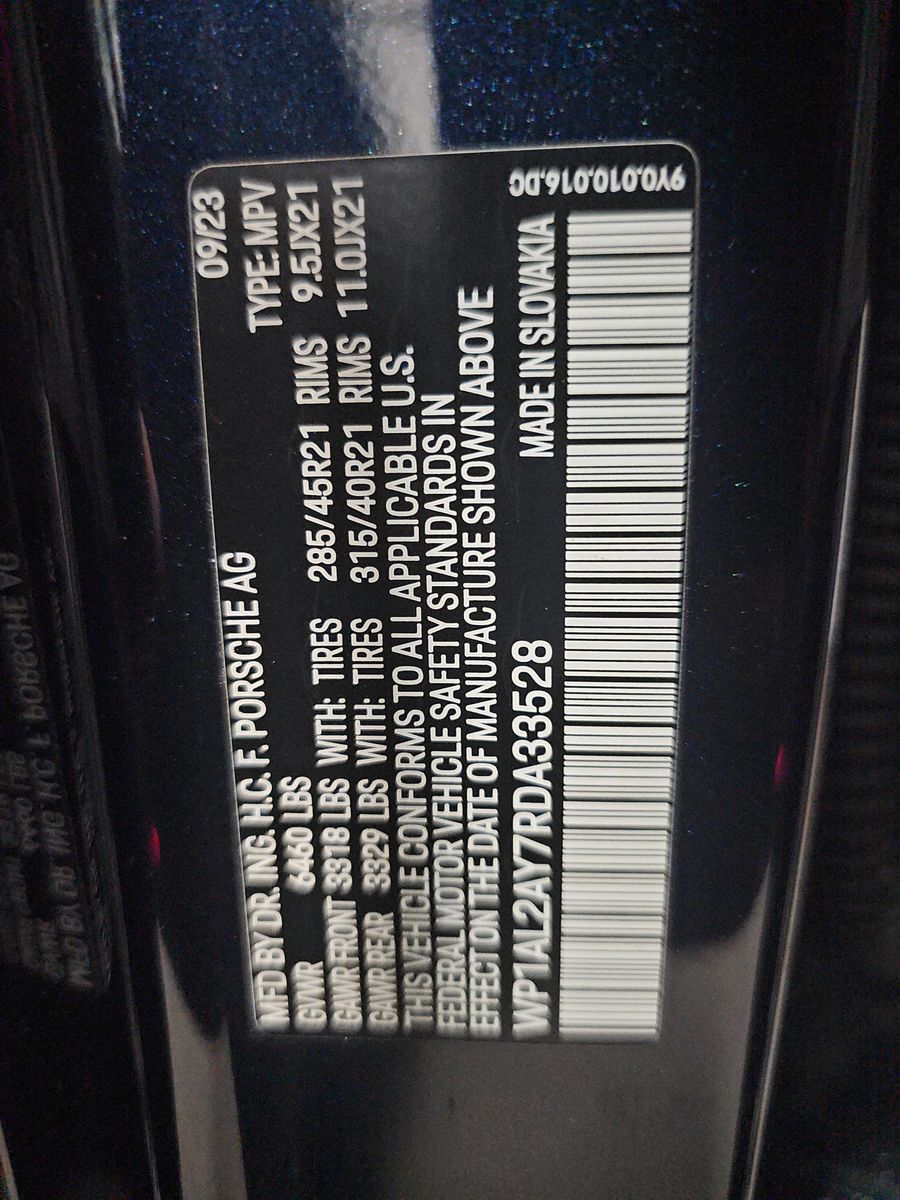 MFD BY DR. ING. H.C. F. PORSCHE AG 09/23
GVWR 6460 LBS TYPE: MPV
GAWR FRONT 3318 LBS WITH: TIRES 285/45R21 RIMS 9.5JX21
GAWR REAR 3329 LBS WITH: TIRES 315/40R21 RIMS 11.0JX21
THIS VEHICLE CONFORMS TO ALL APPLICABLE U.S.
FEDERAL MOTOR VEHICLE SAFETY STANDARDS IN
EFFECT ON THE DATE OF MANUFACTURE SHOWN ABOVE
WP1AL2AY7RDA33528 MADE IN SLOVAKIA
9Y0.010.016.DC